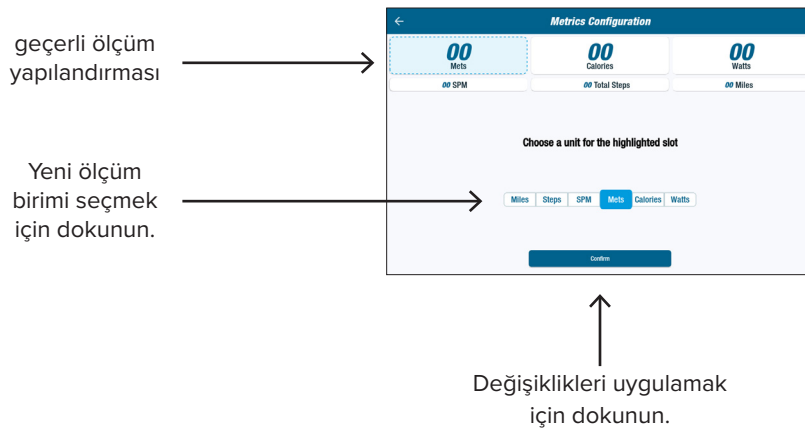 geçerli ölçüm
yapılandırması
Yeni ölçüm
birimi seçmek
için dokunun.
Metrics Configuration
00 00 00
Mets Calories Watts
00 SPM 00 Total Steps 00 Miles
Choose a unit for the highlighted slot
Miles Steps SPM Mets Calories Watts
Confirm
Değişiklikleri uygulamak
için dokunun.